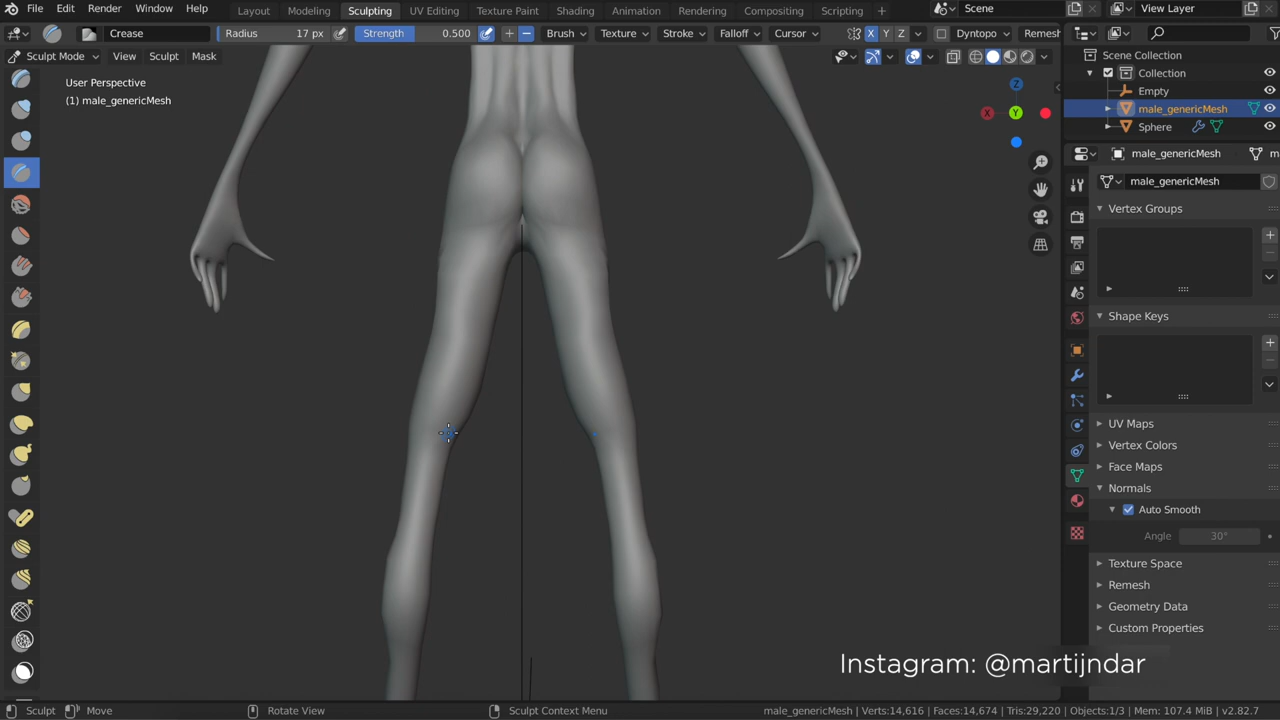 File Edit Render Window Help Layout Modeling Sculpting UV Editing Texture Paint Shading Animation Rendering Compositing Scripting + Scene View Layer
Crease Radius 17 px Strength 0.500 Brush Texture Stroke Falloff Cursor X Y Z Dyntopo Remesh
Sculpt Mode View Sculpt Mask
User Perspective
(1) male_genericMesh
Z
X Y
Scene Collection
Collection
Empty
male_genericMesh
Sphere
male_genericMesh m
male_genericMesh
Vertex Groups
Shape Keys
UV Maps
Vertex Colors
Face Maps
Normals
Auto Smooth
Angle 30°
Texture Space
Remesh
Geometry Data
Custom Properties
Instagram: @martijndar
Sculpt Move Rotate View Sculpt Context Menu male_genericMesh | Verts:14,616 | Faces:14,674 | Tris:29,220 | Objects:1/3 | Mem: 107.4 MiB | v2.82.7